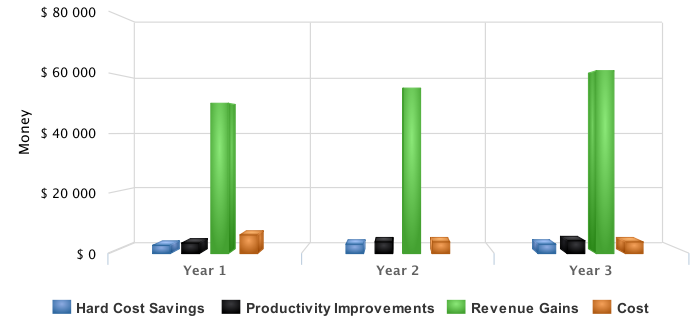 $ 80 000
$ 60 000
$ 40 000
$ 20 000
$ 0
Money
Year 1
Year 2
Year 3
Hard Cost Savings Productivity Improvements Revenue Gains Cost